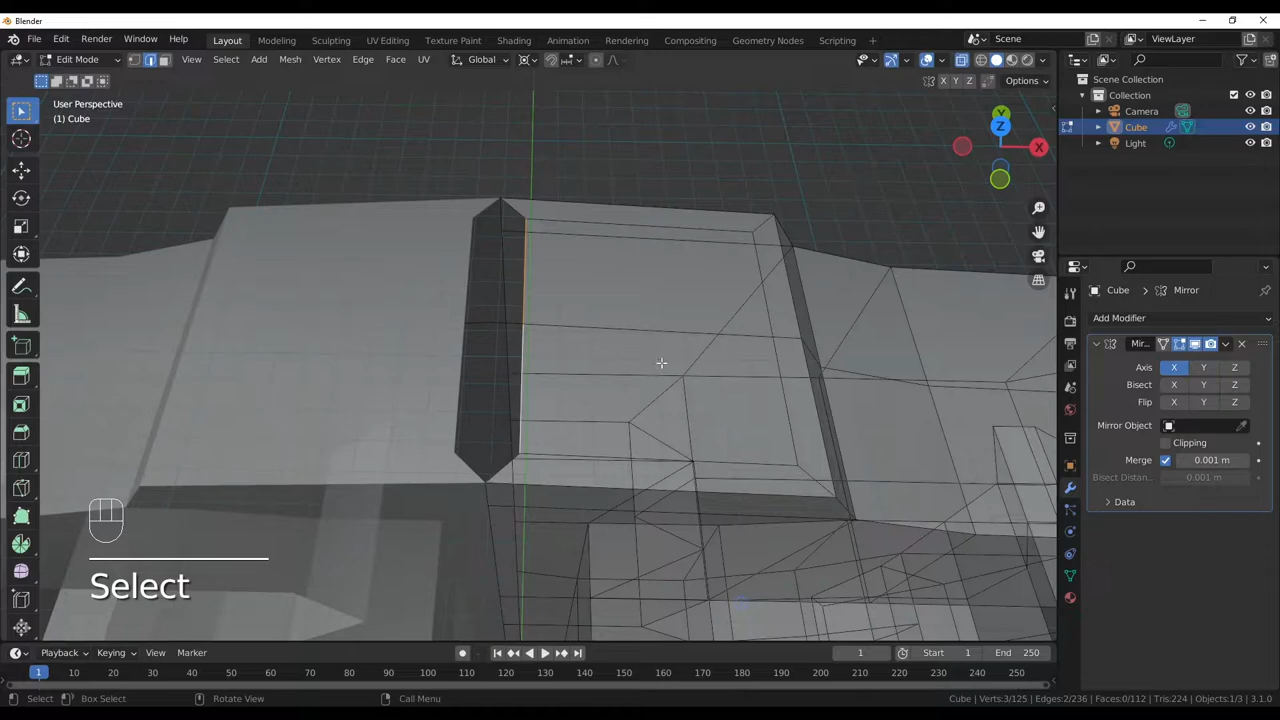 Blender
File Edit Render Window Help
Layout Modeling Sculpting UV Editing Texture Paint Shading Animation Rendering Compositing Geometry Nodes Scripting +
Scene
ViewLayer
Edit Mode
View Select Add Mesh Vertex Edge Face UV
Global
X Y Z
Options
User Perspective
(1) Cube
Y
Z
X
Scene Collection
Collection
Camera
Cube
Light
Cube > Mirror
Add Modifier
Mir...
Axis X Y Z
Bisect X Y Z
Flip X Y Z
Mirror Object
Clipping
Merge 0.001 m
Bisect Distan... 0.001 m
Data
Select
Playback Keying View Marker
1 Start 1 End 250
1 10 20 30 40 50 60 70 80 90 100 110 120 130 140 150 160 170 180 190 200 210 220 230 240 250
Select Box Select Rotate View Call Menu
Cube | Verts:3/125 | Edges:2/236 | Faces:0/112 | Tris:224 | Objects:1/3 | 3.1.0